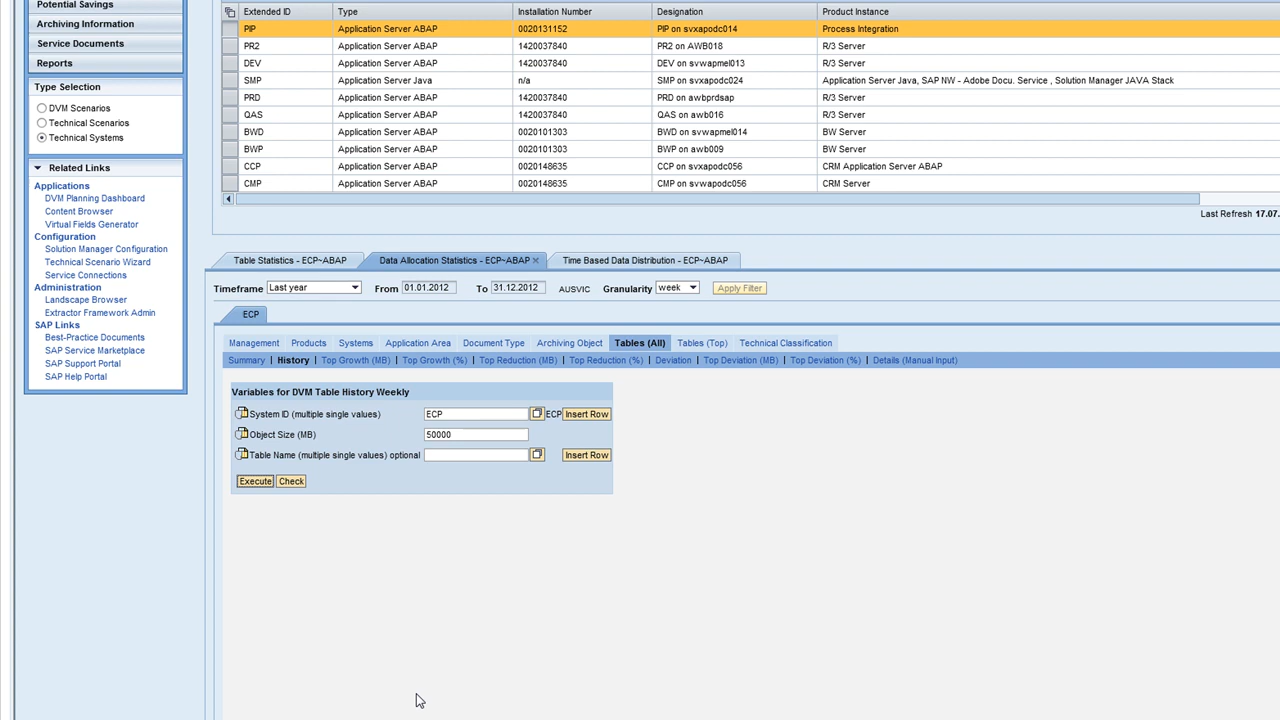 Potential Savings
Archiving Information
Service Documents
Reports
Type Selection
DVM Scenarios
Technical Scenarios
Technical Systems
Related Links
Applications
DVM Planning Dashboard
Content Browser
Virtual Fields Generator
Configuration
Solution Manager Configuration
Technical Scenario Wizard
Service Connections
Administration
Landscape Browser
Extractor Framework Admin
SAP Links
Best-Practice Documents
SAP Service Marketplace
SAP Support Portal
SAP Help Portal
Extended ID Type Installation Number Designation Product Instance
PIP Application Server ABAP 0020131152 PIP on svxapodc014 Process Integration
PR2 Application Server ABAP 1420037840 PR2 on AWB018 R/3 Server
DEV Application Server ABAP 1420037840 DEV on svwapmel013 R/3 Server
SMP Application Server Java n/a SMP on svxapodc024 Application Server Java, SAP NW - Adobe Docu. Service , Solution Manager JAVA Stack
PRD Application Server ABAP 1420037840 PRD on awbprdsap R/3 Server
QAS Application Server ABAP 1420037840 QAS on awb016 R/3 Server
BWD Application Server ABAP 0020101303 BWD on svwapmel014 BW Server
BWP Application Server ABAP 0020101303 BWP on awb009 BW Server
CCP Application Server ABAP 0020148635 CCP on svxapodc056 CRM Application Server ABAP
CMP Application Server ABAP 0020148635 CMP on svwapodc056 CRM Server
Last Refresh 17.07.
Table Statistics - ECP~ABAP Data Allocation Statistics - ECP~ABAP Time Based Data Distribution - ECP~ABAP
Timeframe Last year From 01.01.2012 To 31.12.2012 AUSVIC Granularity week Apply Filter
ECP
Management Products Systems Application Area Document Type Archiving Object Tables (All) Tables (Top) Technical Classification
Summary | History | Top Growth (MB) | Top Growth (%) | Top Reduction (MB) | Top Reduction (%) | Deviation | Top Deviation (MB) | Top Deviation (%) | Details (Manual Input)
Variables for DVM Table History Weekly
System ID (multiple single values) ECP ECP Insert Row
Object Size (MB) 50000
Table Name (multiple single values) optional Insert Row
Execute Check